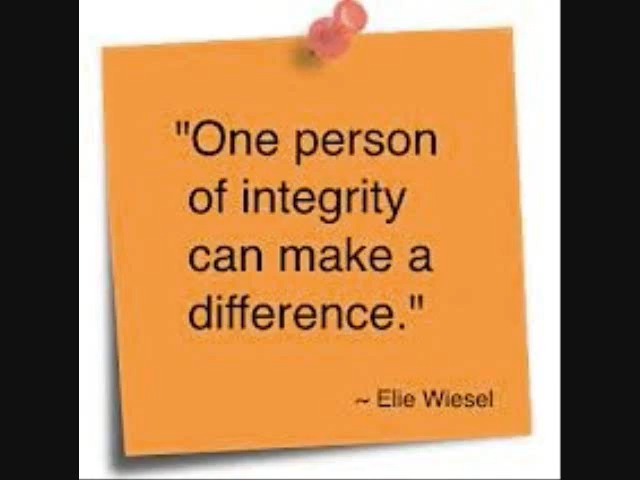 "One person
of integrity
can make a
difference."
~ Elie Wiesel